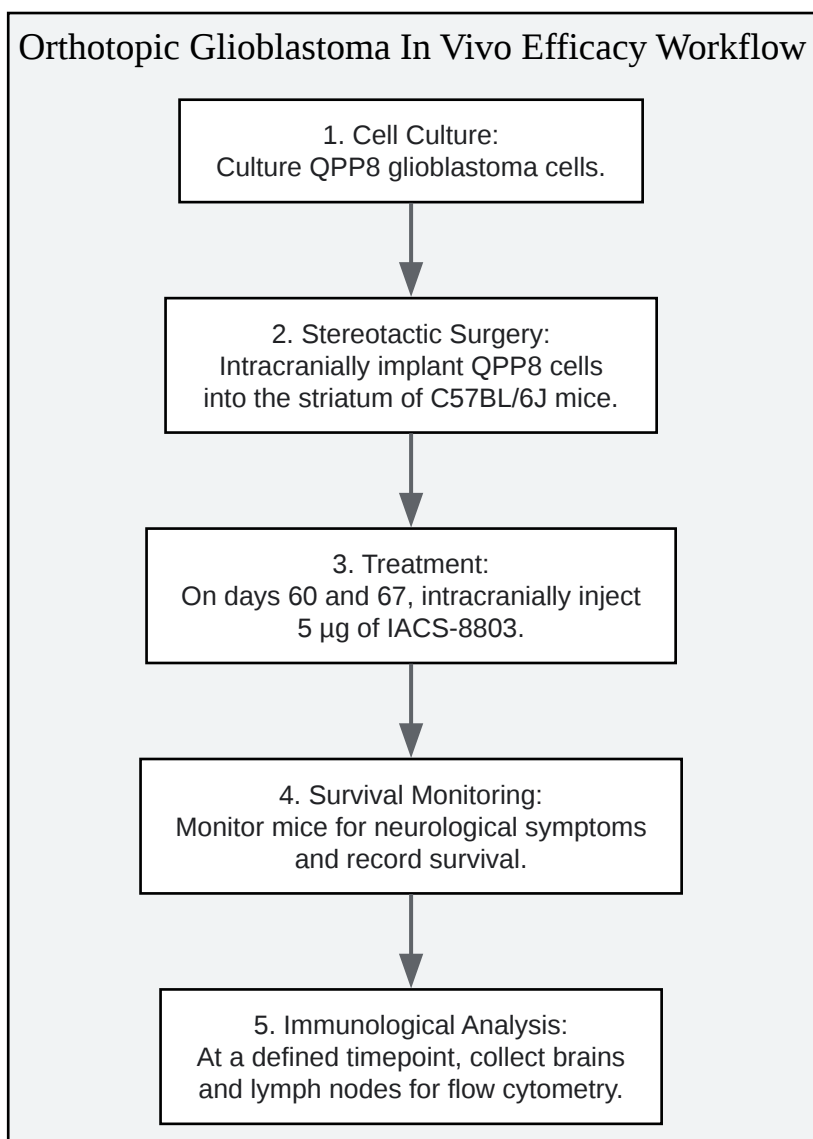 Orthotopic Glioblastoma In Vivo Efficacy Workflow
1. Cell Culture:
Culture QPP8 glioblastoma cells.
2. Stereotactic Surgery:
Intracranially implant QPP8 cells
into the striatum of C57BL/6J mice.
3. Treatment:
On days 60 and 67, intracranially inject
5 µg of IACS-8803.
4. Survival Monitoring:
Monitor mice for neurological symptoms
and record survival.
5. Immunological Analysis:
At a defined timepoint, collect brains
and lymph nodes for flow cytometry.